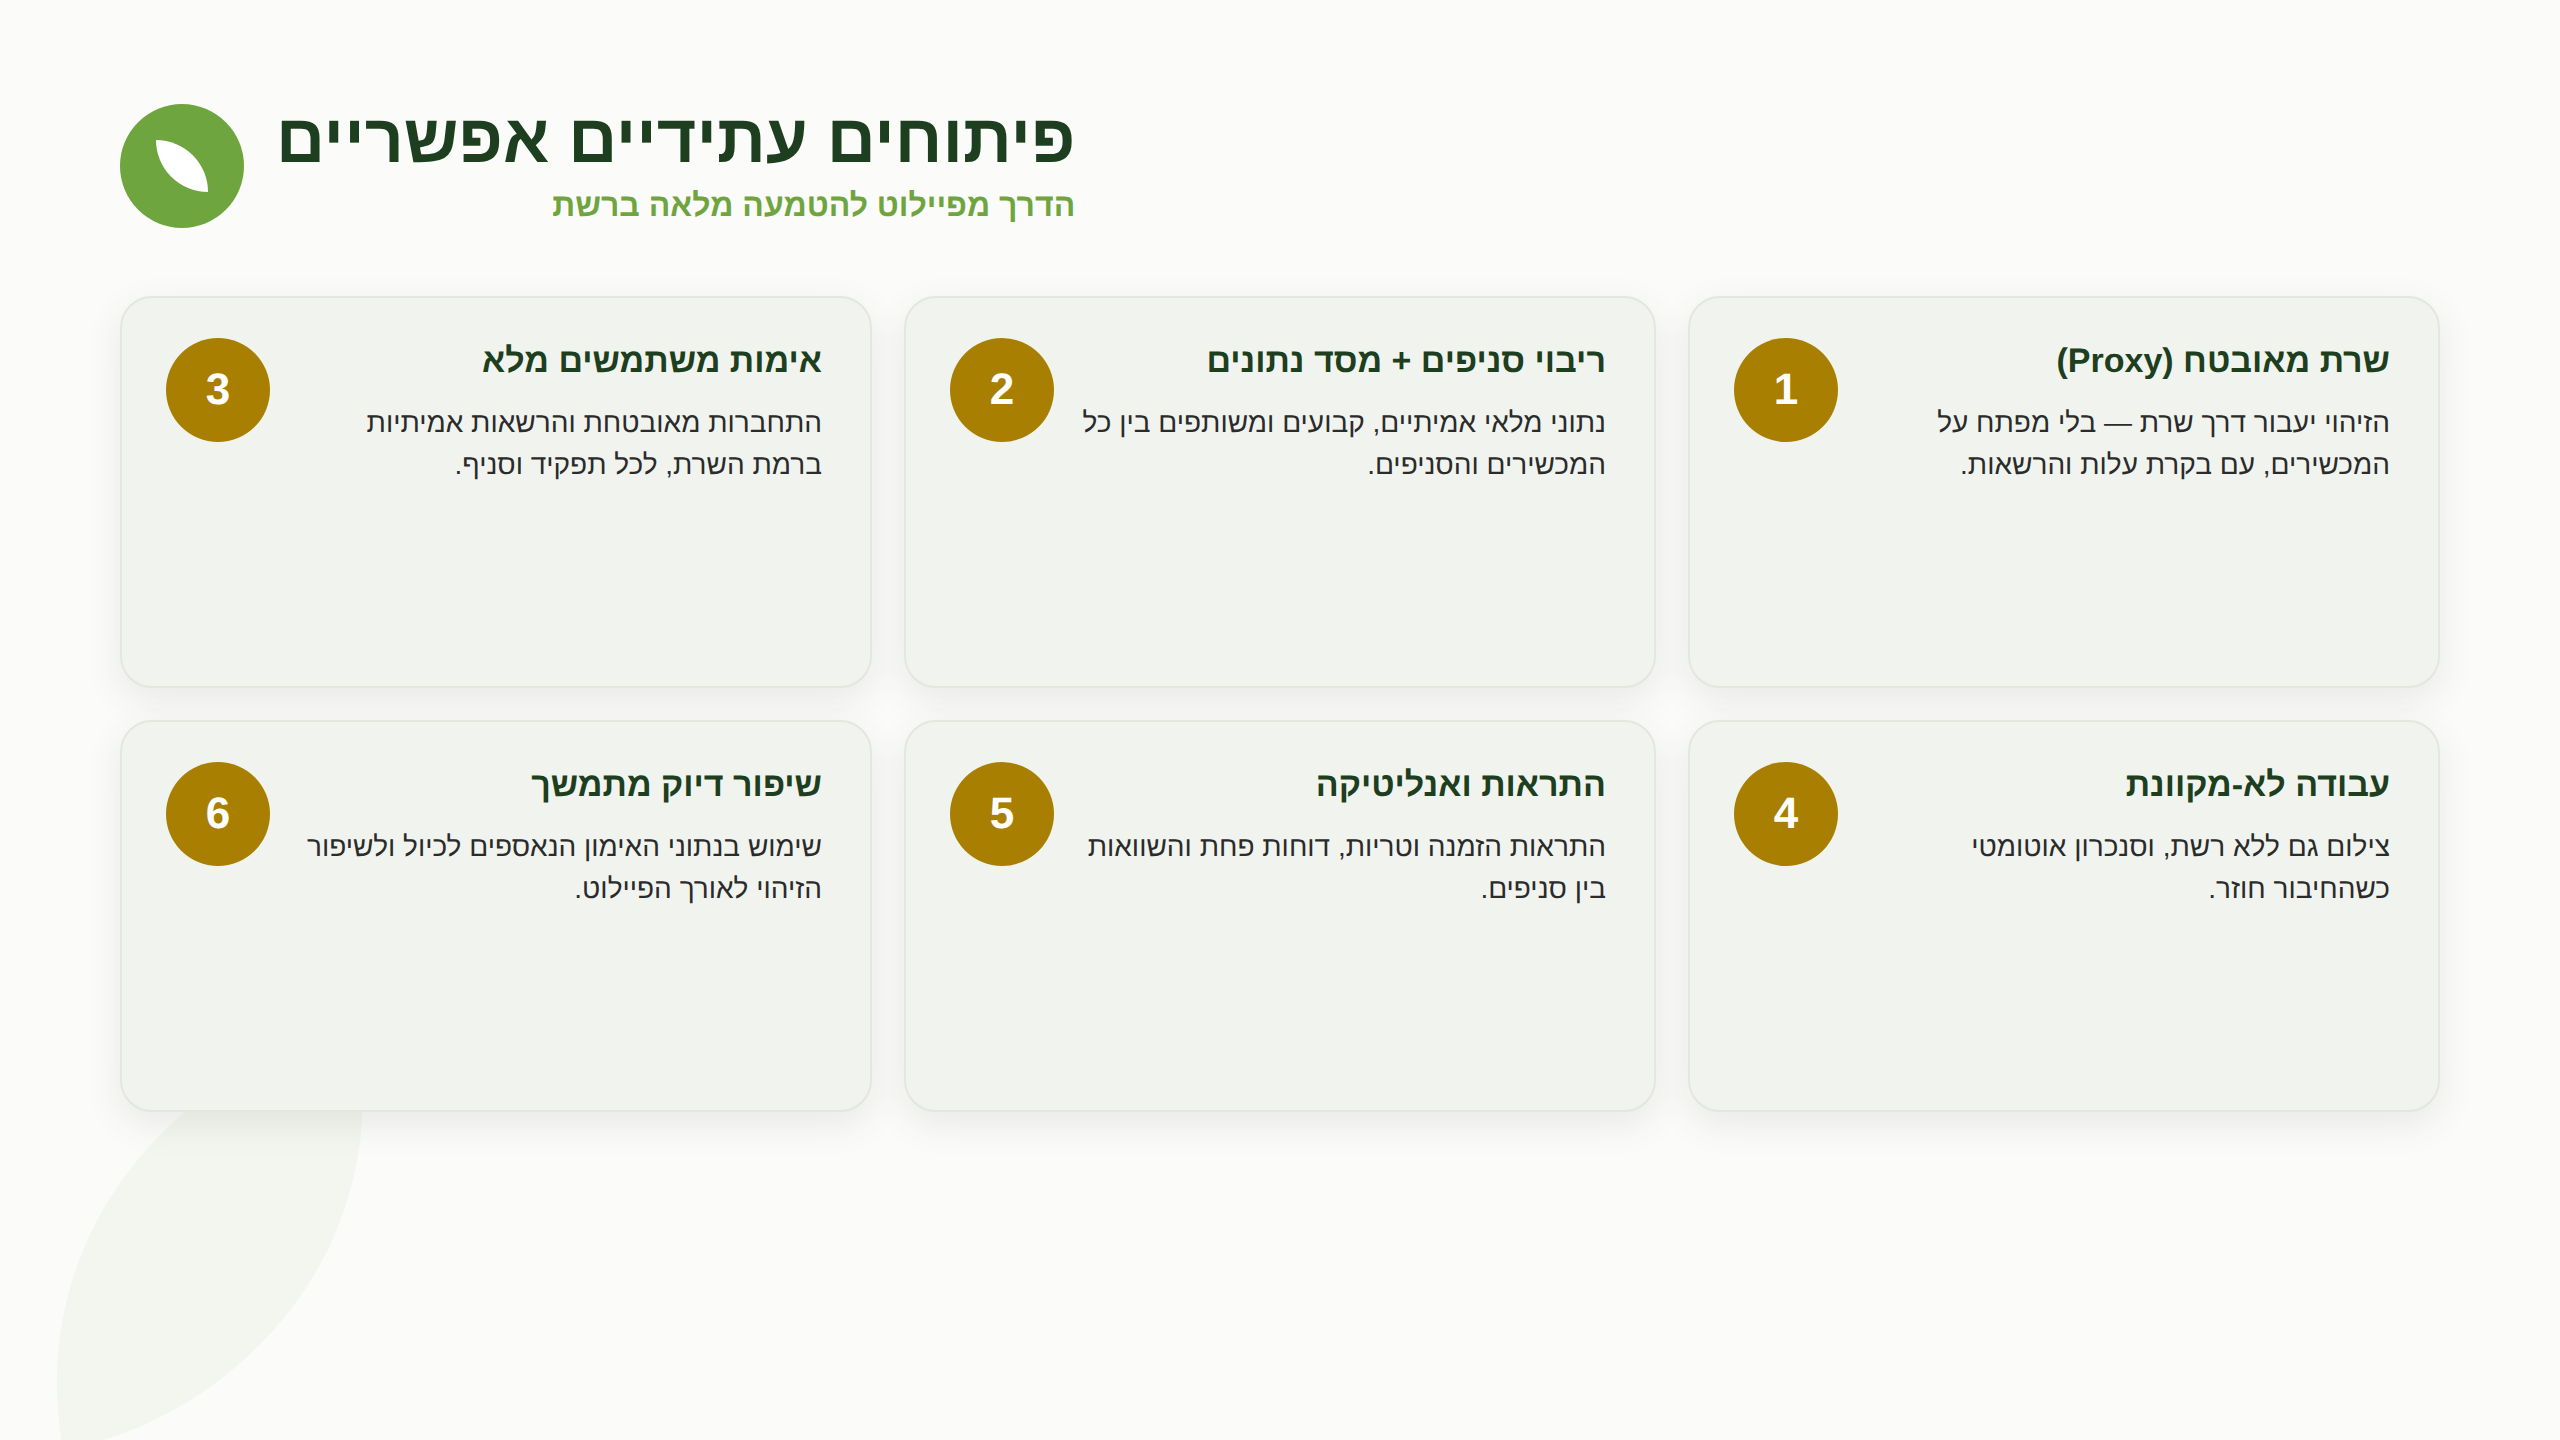 פיתוחים עתידיים אפשריים
הדרך מפיילוט להטמעה מלאה ברשת
1
שרת מאובטח (Proxy)
הזיהוי יעבור דרך שרת — בלי מפתח על
המכשירים, עם בקרת עלות והרשאות.
2
ריבוי סניפים + מסד נתונים
נתוני מלאי אמיתיים, קבועים ומשותפים בין כל
המכשירים והסניפים.
3
אימות משתמשים מלא
התחברות מאובטחת והרשאות אמיתיות
ברמת השרת, לכל תפקיד וסניף.
4
עבודה לא-מקוונת
צילום גם ללא רשת, וסנכרון אוטומטי
כשהחיבור חוזר.
5
התראות ואנליטיקה
התראות הזמנה וטריות, דוחות פחת והשוואות
בין סניפים.
6
שיפור דיוק מתמשך
שימוש בנתוני האימון הנאספים לכיול ולשיפור
הזיהוי לאורך הפיילוט.